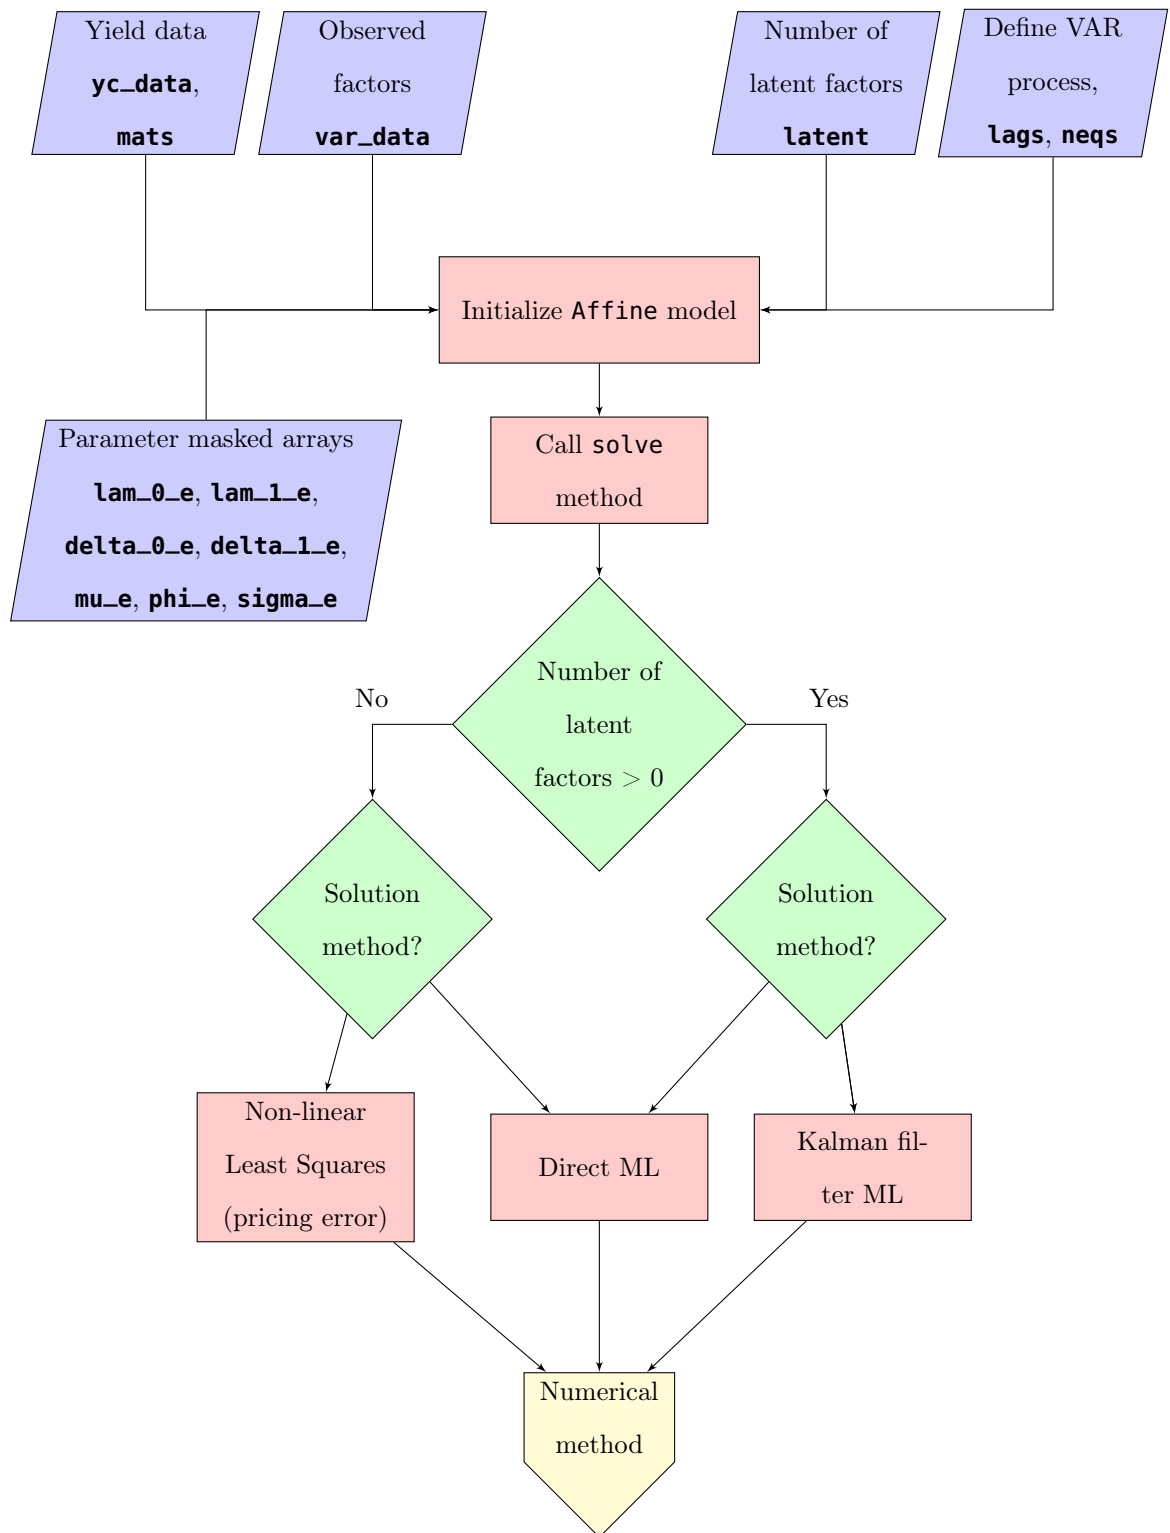 Yield data
yc_data,
mats
Observed
factors
var_data
Number of
latent factors
latent
Define VAR
process,
lags, neqs
Initialize Affine model
Parameter masked arrays
lam_0_e, lam_1_e,
delta_0_e, delta_1_e,
mu_e, phi_e, sigma_e
Call solve
method
Number of
latent
factors > 0
No
Yes
Solution
method?
Solution
method?
Non-linear
Least Squares
(pricing error)
Direct ML
Kalman fil-
ter ML
Numerical
method